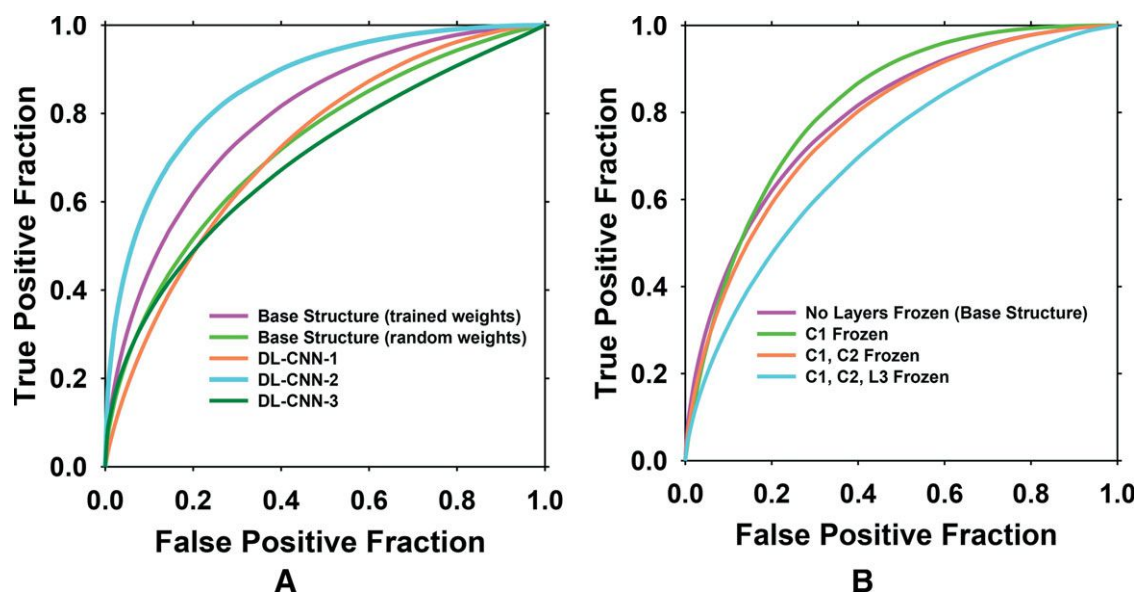 1.0
0.8
0.6
0.4
0.2
0.0
True Positive Fraction
Base Structure (trained weights)
Base Structure (random weights)
DL-CNN-1
DL-CNN-2
DL-CNN-3
0.0 0.2 0.4 0.6 0.8 1.0
False Positive Fraction
A
1.0
0.8
0.6
0.4
0.2
0.0
True Positive Fraction
No Layers Frozen (Base Structure)
C1 Frozen
C1, C2 Frozen
C1, C2, L3 Frozen
0.0 0.2 0.4 0.6 0.8 1.0
False Positive Fraction
B